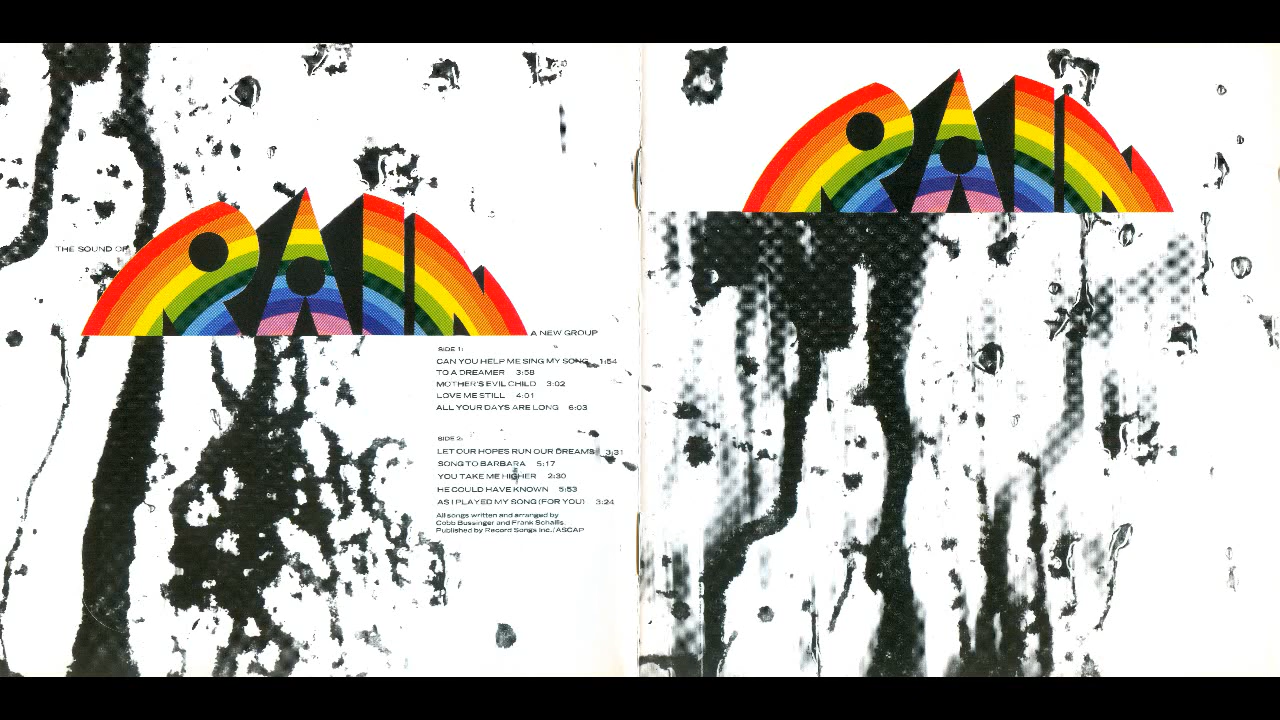 THE SOUND OF
RAIN
A NEW GROUP
SIDE 1:
CAN YOU HELP ME SING MY SONG 1:54
TO A DREAMER 3:58
MOTHER'S EVIL CHILD 3:02
LOVE ME STILL 4:01
ALL YOUR DAYS ARE LONG 6:03
SIDE 2:
LET OUR HOPES RUN OUR DREAMS 3:31
SONG TO BARBARA 5:17
YOU TAKE ME HIGHER 2:30
HE COULD HAVE KNOWN 5:53
AS I PLAYED MY SONG (FOR YOU) 3:24
All songs written and arranged by
Cobb Bussinger and Frank Schallis.
Published by Record Songs Inc./ASCAP
RAIN